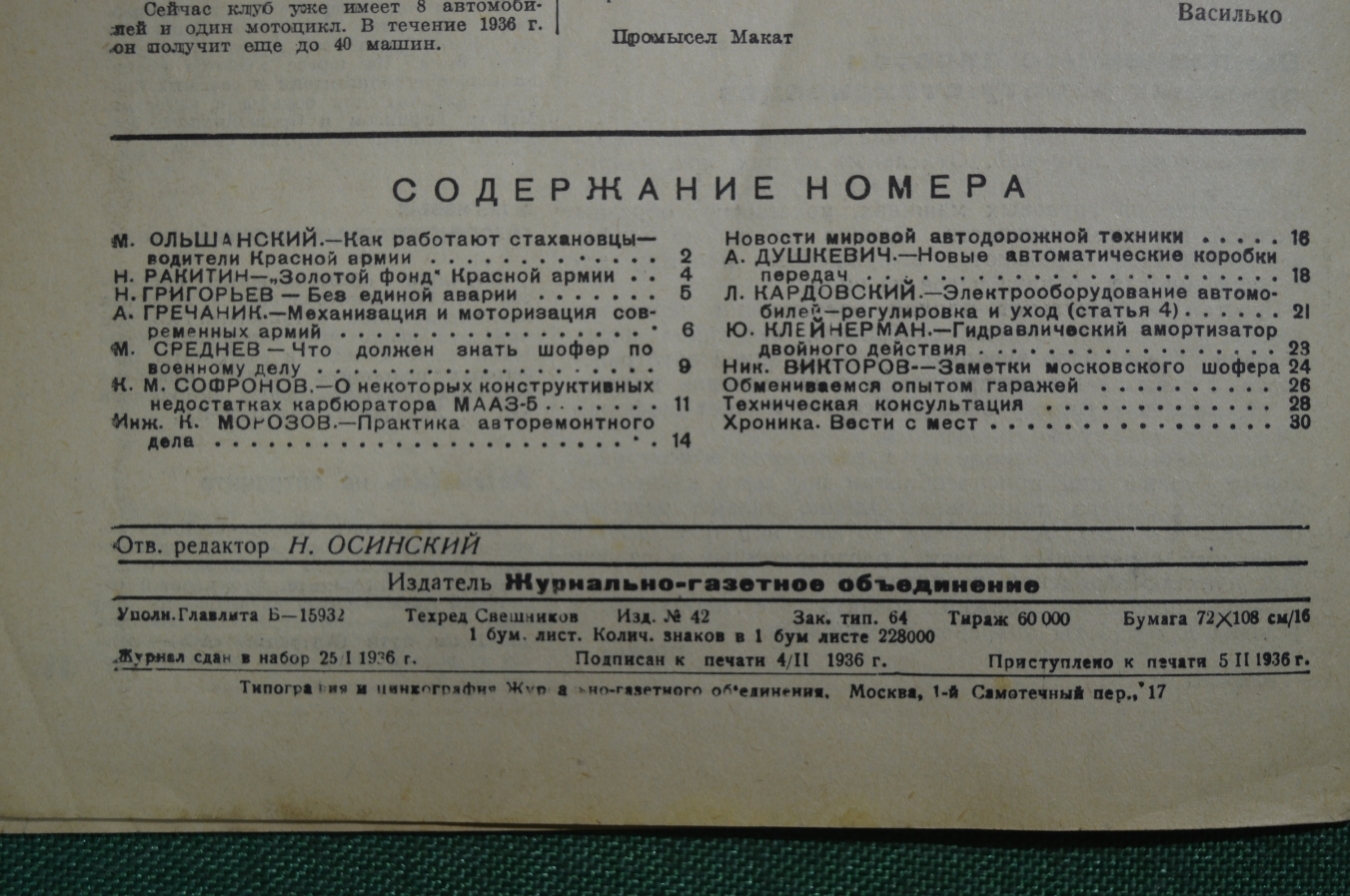 Сейчас клуб уже имеет 8 автомоби-
лей и один мотоцикл. В течение 1936 г.
он получит еще до 40 машин.
Василько
Промысел Макат
СОДЕРЖАНИЕ НОМЕРА
М. ОЛЬШАНСКИЙ.—Как работают стахановцы—
водители Красной армии . . . . . . . . . . . . . 2
Н. РАКИТИН—„Золотой фонд" Красной армии . . 4
Н. ГРИГОРЬЕВ — Без единой аварии . . . . . . . 5
А. ГРЕЧАНИК.—Механизация и моторизация сов-
ременных армий . . . . . . . . . . . . . . . . . 6
М. СРЕДНЕВ — Что должен знать шофер по
военному делу . . . . . . . . . . . . . . . . . . 9
К. М. СОФРОНОВ.—О некоторых конструктивных
недостатках карбюратора МААЗ-5 . . . . . . . 11
Инж. К. МОРОЗОВ.—Практика авторемонтного
дела . . . . . . . . . . . . . . . . . . . . . . . . 14
Новости мировой автодорожной техники . . . . . 16
А. ДУШКЕВИЧ.—Новые автоматические коробки
передач . . . . . . . . . . . . . . . . . . . . . . 18
Л. КАРДОВСКИЙ.—Электрооборудование автомо-
билей—регулировка и уход (статья 4) . . . . . . 21
Ю. КЛЕЙНЕРМАН.—Гидравлический амортизатор
двойного действия . . . . . . . . . . . . . . . . 23
Ник. ВИКТОРОВ-—Заметки московского шофера 24
Обмениваемся опытом гаражей . . . . . . . . . . 26
Техническая консультация . . . . . . . . . . . . . 28
Хроника. Вести с мест . . . . . . . . . . . . . . . 30
Отв. редактор Н. ОСИНСКИЙ
Издатель Журнально-газетное объединение
Уполн. Главлита Б—15932 Техред Свешников Изд. № 42 Зак. тип. 64 Тираж 60 000 Бумага 72×108 см/16
1 бум. лист. Колич. знаков в 1 бум листе 228000
Журнал сдан в набор 25/I 1936 г. Подписан к печати 4/II 1936 г. Приступлено к печати 5 II 1936 г.
Типография и цинкография Журнально-газетного объединения. Москва, 1-й Самотечный пер., 17